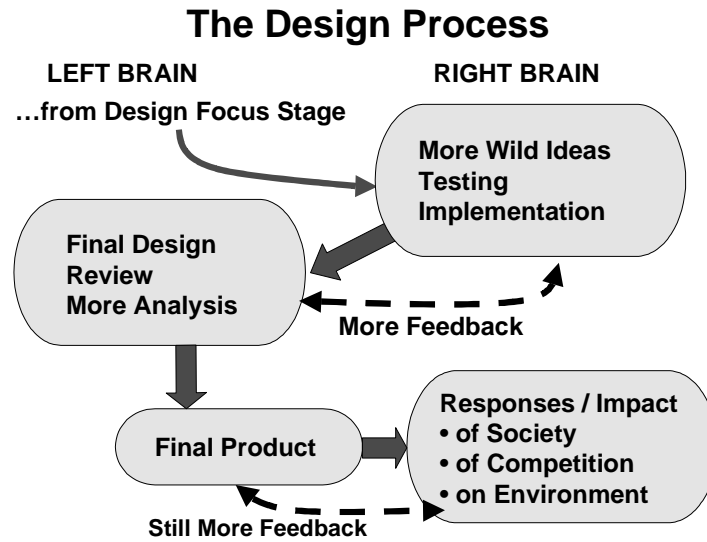 The Design Process
LEFT BRAIN
RIGHT BRAIN
...from Design Focus Stage
More Wild Ideas
Testing
Implementation
Final Design
Review
More Analysis
More Feedback
Final Product
Responses / Impact
• of Society
• of Competition
• on Environment
Still More Feedback